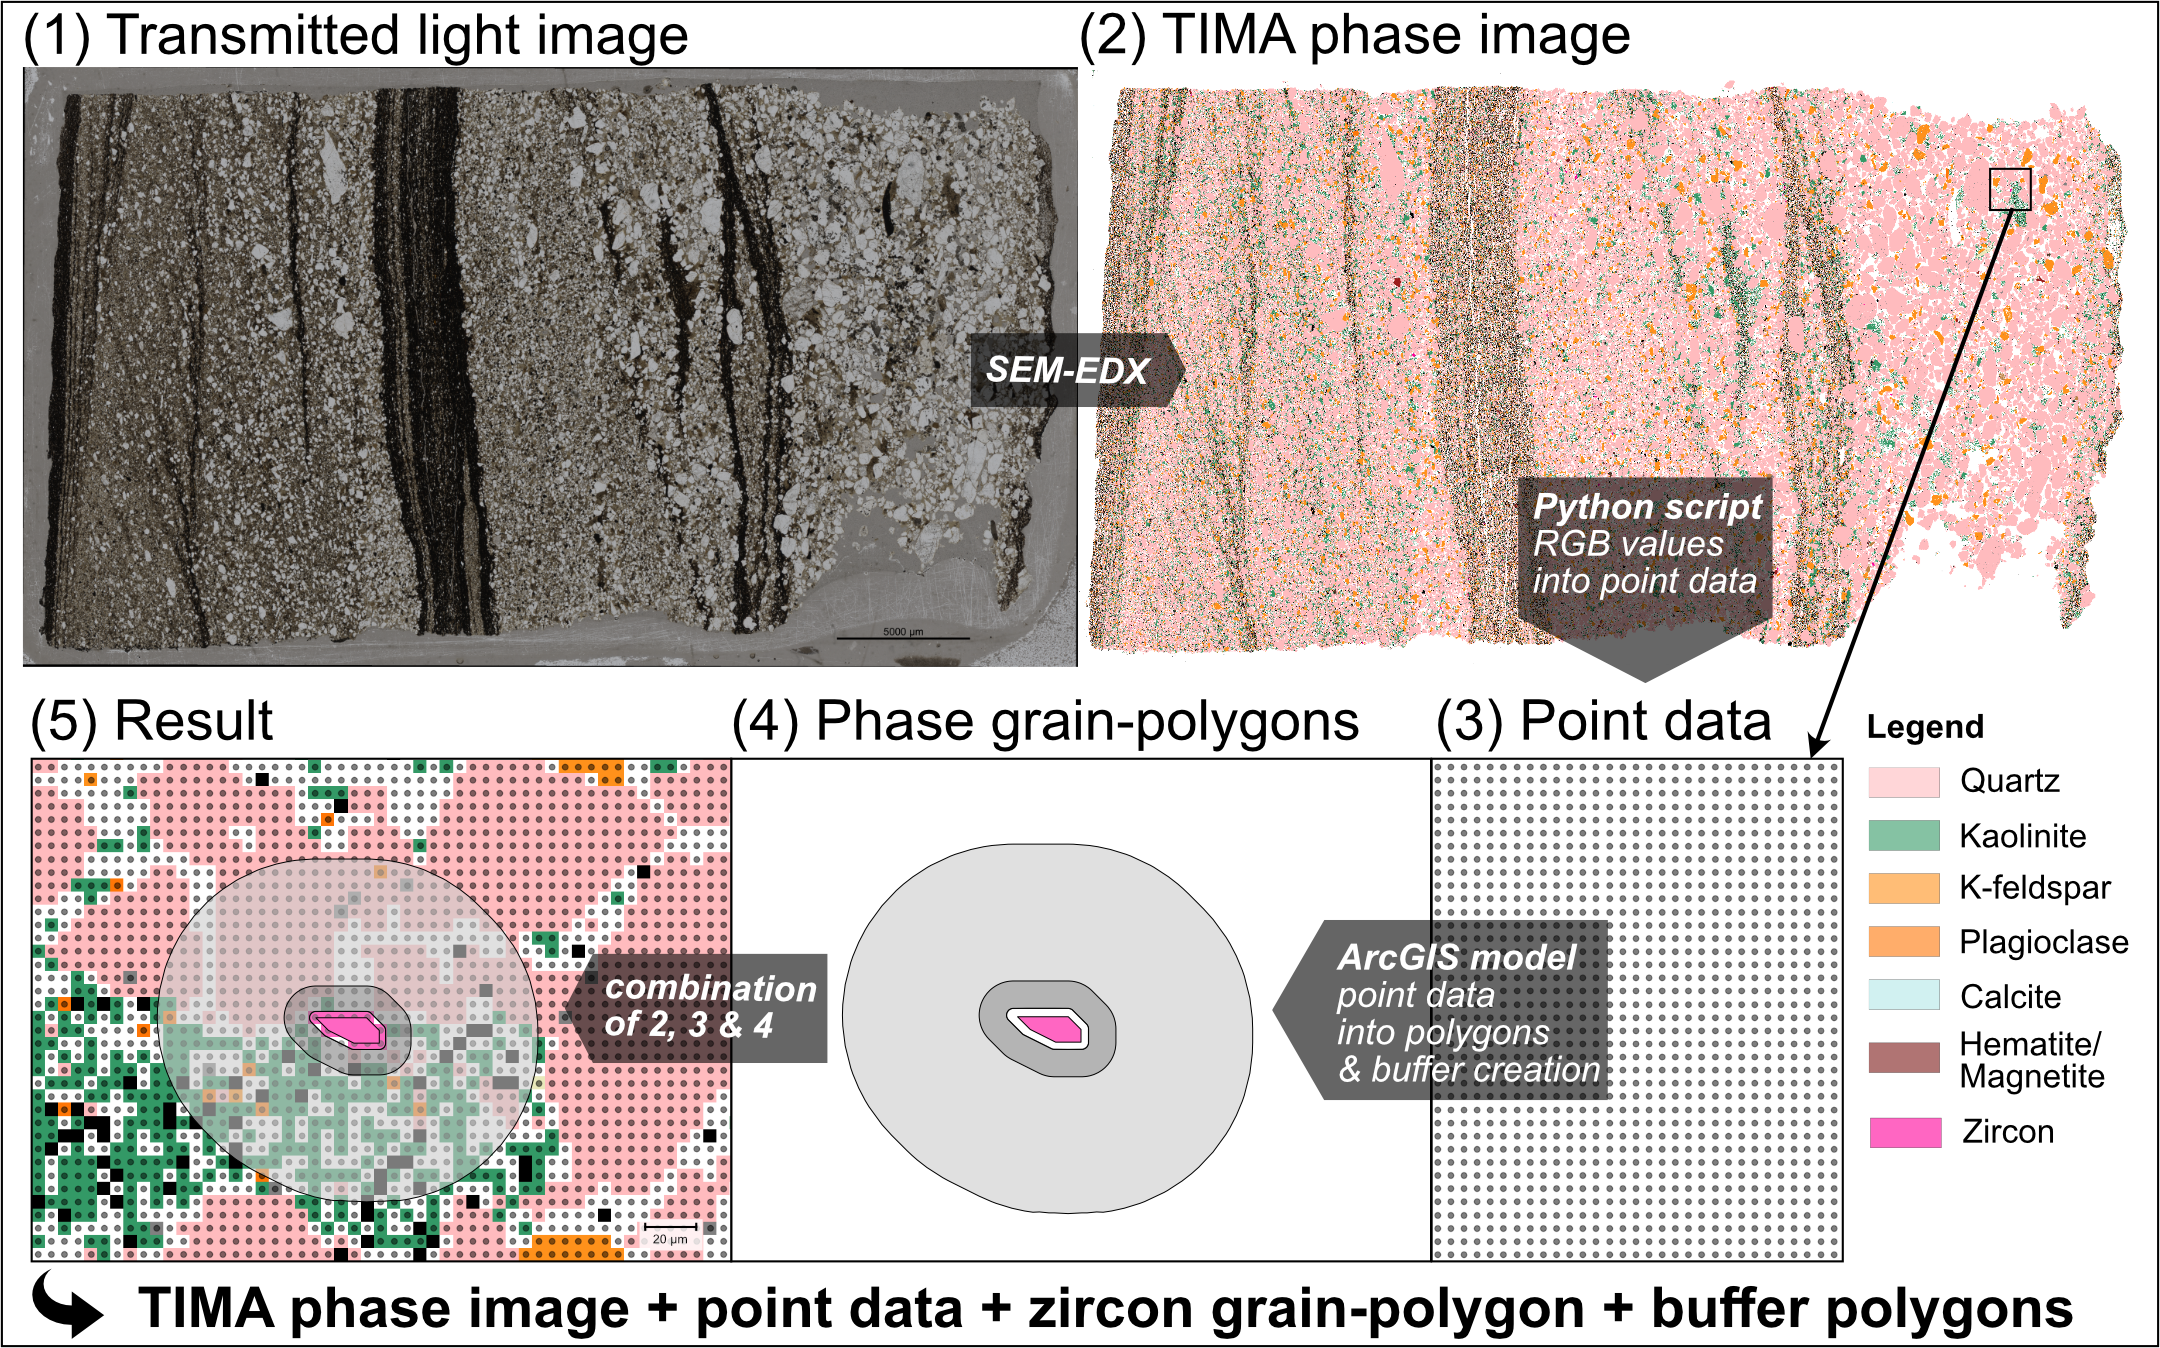 (1) Transmitted light image
(2) TIMA phase image
SEM-EDX
5000 µm
Python script
RGB values
into point data
(5) Result
(4) Phase grain-polygons
(3) Point data
Legend
Quartz
Kaolinite
K-feldspar
Plagioclase
Calcite
Hematite/
Magnetite
Zircon
combination
of 2, 3 & 4
ArcGIS model
point data
into polygons
& buffer creation
20 µm
TIMA phase image + point data + zircon grain-polygon + buffer polygons